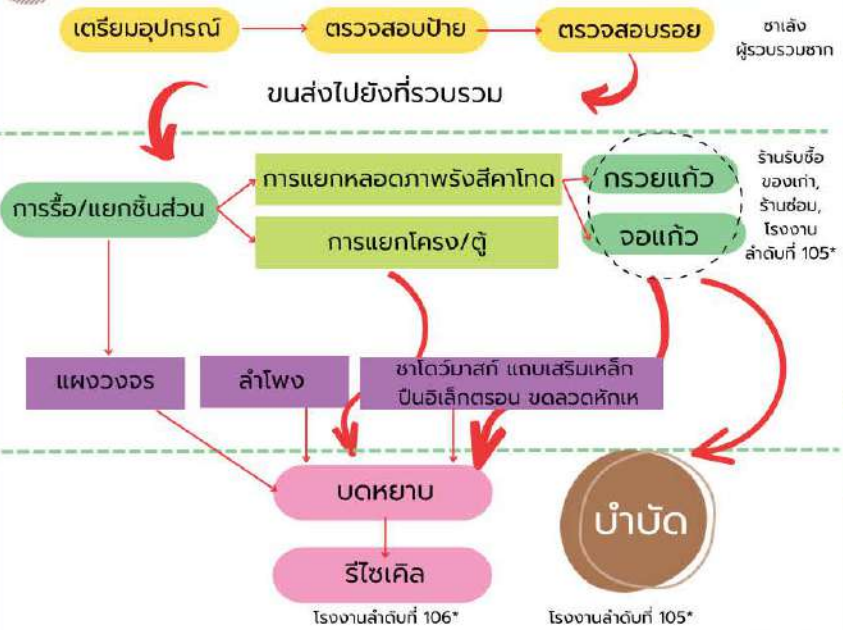 เตรียมอุปกรณ์
ตรวจสอบป้าย
ตรวจสอบรอย
ซาเล้ง
ผู้รวบรวมซาก
ขนส่งไปยังที่รวบรวม
การรื้อ/แยกชิ้นส่วน
การแยกหลอดภาพรังสีคาโทด
การแยกโครง/ตู้
กรวยแก้ว
จอแก้ว
ร้านรับซื้อ
ของเก่า,
ร้านซ่อม,
โรงงาน
ลำดับที่ 105*
แผงวงจร
ลำโพง
ชาโดว์มาสก์ แถบเสริมเหล็ก
ปืนอิเล็กตรอน ขดลวดหักเห
บดหยาบ
รีไซเคิล
โรงงานลำดับที่ 106*
บำบัด
โรงงานลำดับที่ 105*